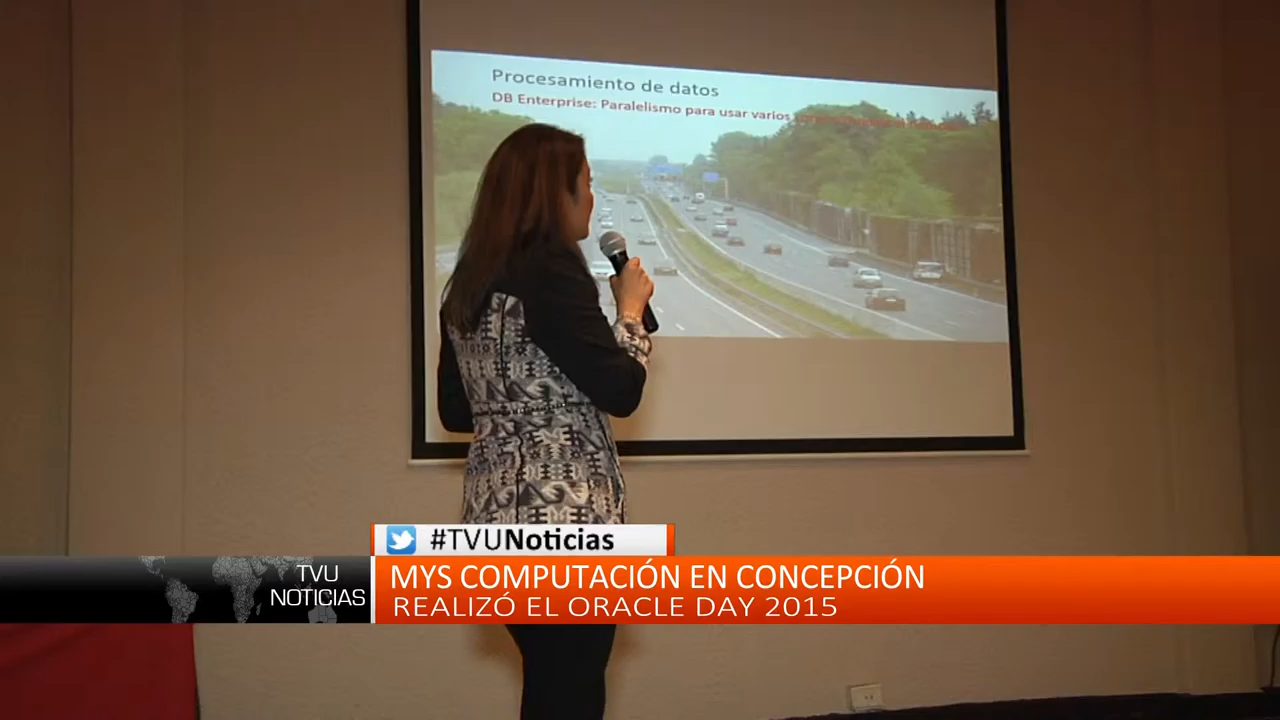 Procesamiento de datos
DB Enterprise: Paralelismo para usar varios
#TVUNoticias
TVU
NOTICIAS
MYS COMPUTACIÓN EN CONCEPCIÓN
REALIZÓ EL ORACLE DAY 2015